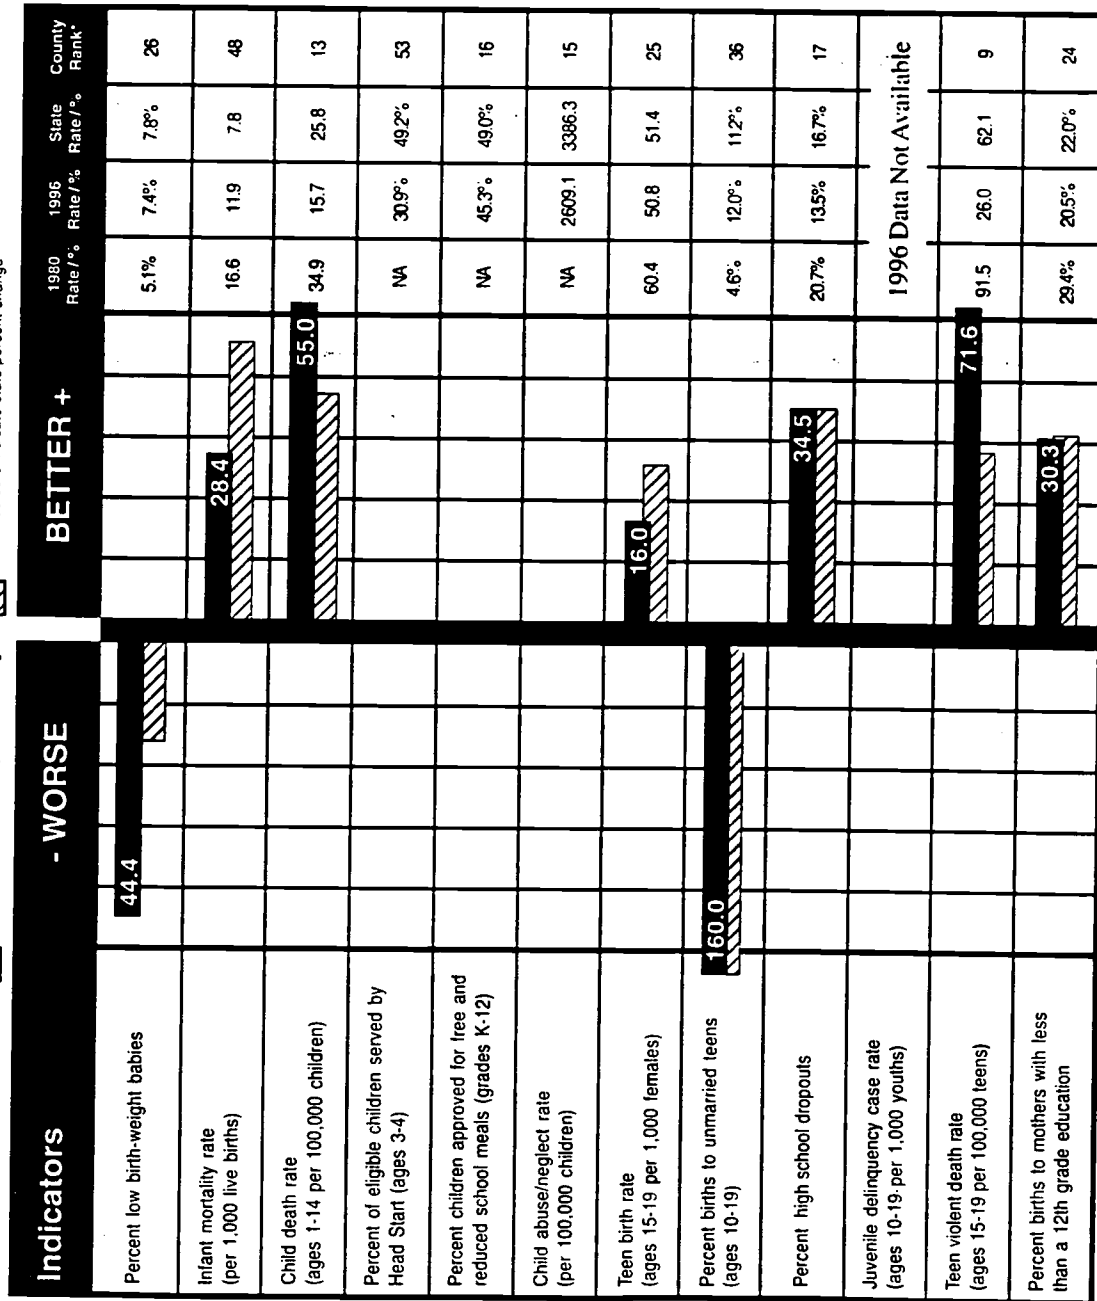 Indicators - WORSE BETTER + 1980 Rate/% 1996 Rate/% State Rate/% County Rank*
Percent low birth-weight babies 44.4 5.1% 7.4% 7.8% 26
Infant mortality rate
(per 1,000 live births) 28.4 16.6 11.9 7.8 48
Child death rate
(ages 1-14 per 100,000 children) 55.0 34.9 15.7 25.8 13
Percent of eligible children served by
Head Start (ages 3-4) NA 30.9% 49.2% 53
Percent children approved for free and
reduced school meals (grades K-12) NA 45.3% 49.0% 16
Child abuse/neglect rate
(per 100,000 children) NA 2609.1 3386.3 15
Teen birth rate
(ages 15-19 per 1,000 females) 16.0 60.4 50.8 51.4 25
Percent births to unmarried teens
(ages 10-19) 160.0 4.6% 12.0% 11.2% 36
Percent high school dropouts 34.5 20.7% 13.5% 16.7% 17
Juvenile delinquency case rate
(ages 10-19 per 1,000 youths) 1996 Data Not Available
Teen violent death rate
(ages 15-19 per 100,000 teens) 71.6 91.5 26.0 62.1 9
Percent births to mothers with less
than a 12th grade education 30.3 29.4% 20.5% 22.0% 24